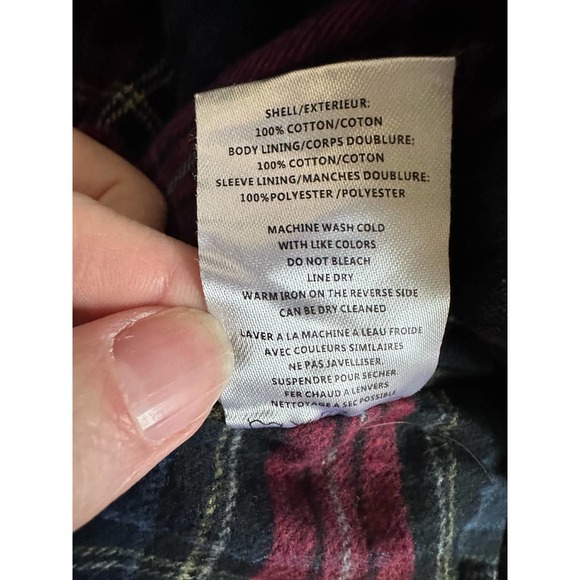 SHELL/EXTERIEUR:
100% COTTON/COTON
BODY LINING/CORPS DOUBLURE;
100% COTTON/COTON
SLEEVE LINING/MANCHES DOUBLURE:
100%POLYESTER /POLYESTER
MACHINE WASH COLD
WITH LIKE COLORS
DO NOT BLEACH
LINE DRY
WARM IRON ON THE REVERSE SIDE
CAN BE DRY CLEANED
LAVER A LA MACHINE A LEAU FROIDE
AVEC COULEURS SIMILAIRES
NE PAS JAVELLISER.
SUSPENDRE POUR SECHER.
FER CHAUD A LENVERS
NETTOYAGE A SEC POSSIBLE